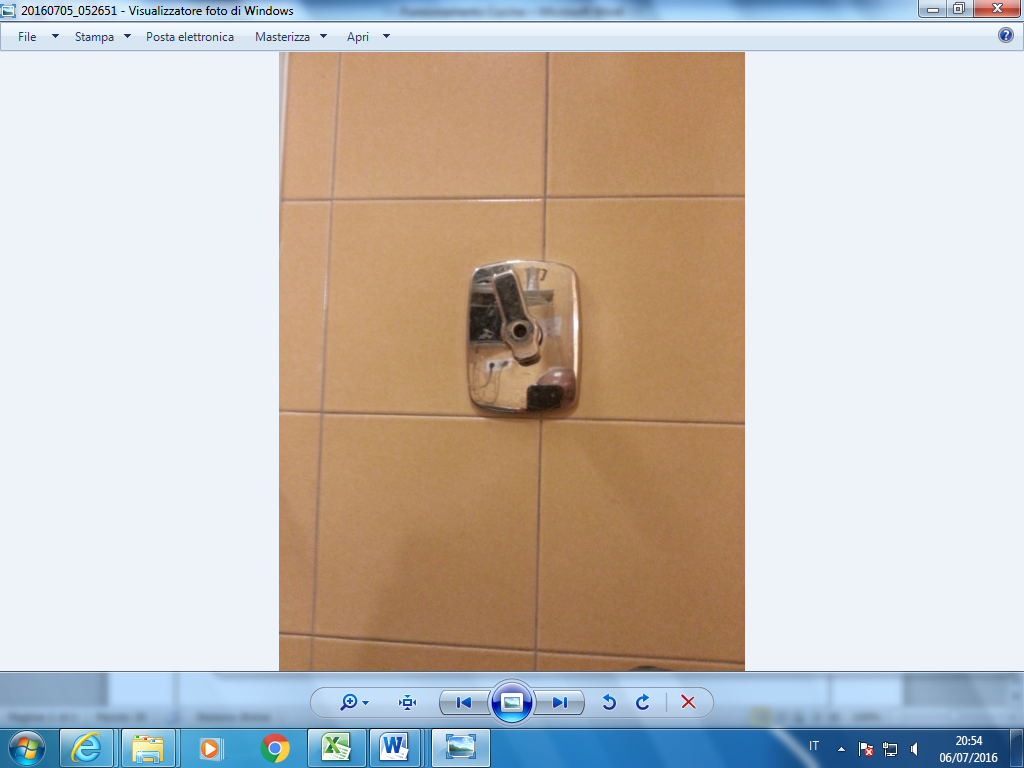 20160705_052651 - Visualizzatore foto di Windows
File Stampa Posta elettronica Masterizza Apri
IT 20:54
06/07/2016